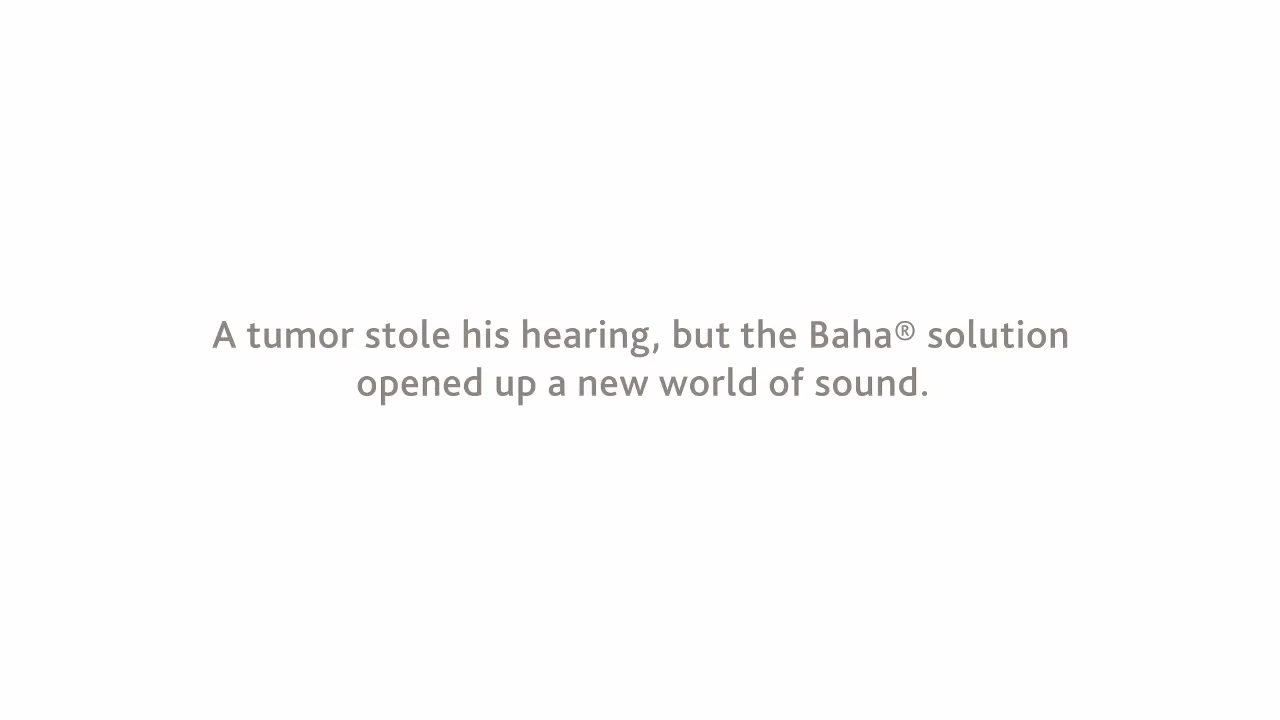 A tumor stole his hearing, but the Baha® solution
opened up a new world of sound.